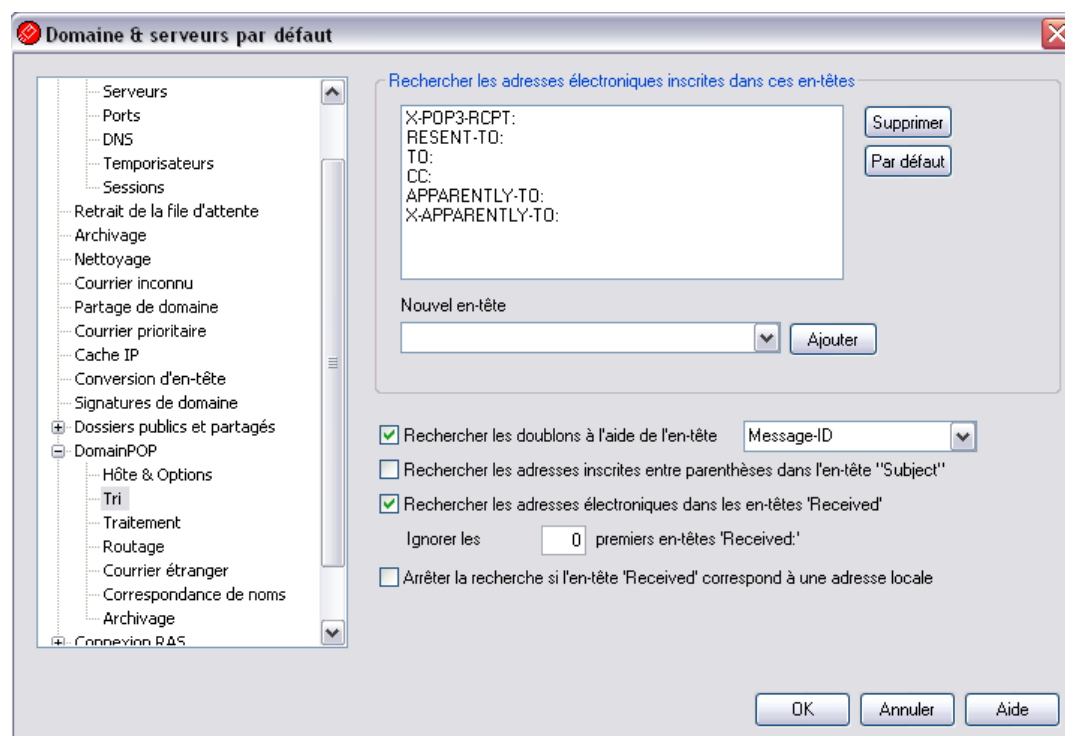 Domaine & serveurs par défaut
Serveurs
Ports
DNS
Temporisateurs
Sessions
Retrait de la file d'attente
Archivage
Nettoyage
Courrier inconnu
Partage de domaine
Courrier prioritaire
Cache IP
Conversion d'en-tête
Signatures de domaine
Dossiers publics et partagés
DomainPOP
Hôte & Options
Tri
Traitement
Routage
Courrier étranger
Correspondance de noms
Archivage
Connexion RAS
Rechercher les adresses électroniques inscrites dans ces en-têtes
X-POP3-RCPT:
RESENT-TO:
TO:
CC:
APPARENTLY-TO:
X-APPARENTLY-TO:
Supprimer
Par défaut
Nouvel en-tête
Ajouter
Rechercher les doublons à l'aide de l'en-tête Message-ID
Rechercher les adresses inscrites entre parenthèses dans l'en-tête "Subject"
Rechercher les adresses électroniques dans les en-têtes 'Received'
Ignorer les 0 premiers en-têtes 'Received:'
Arrêter la recherche si l'en-tête 'Received' correspond à une adresse locale
OK Annuler Aide